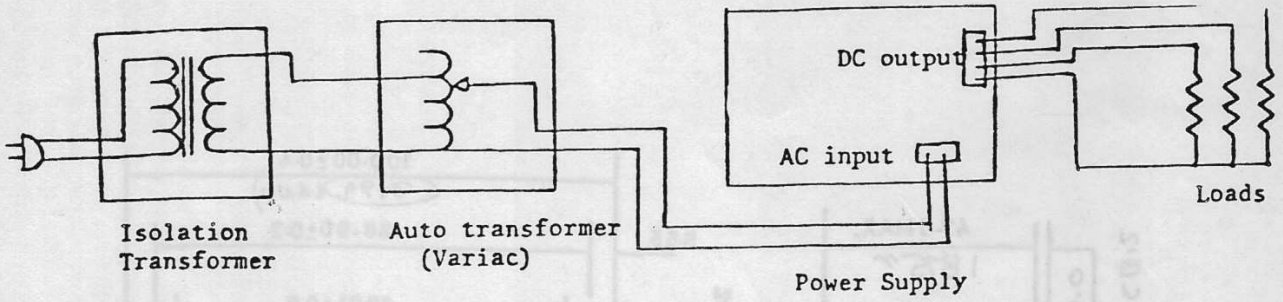 DC output
AC input
Loads
Isolation
Transformer
Auto transformer
(Variac)
Power Supply